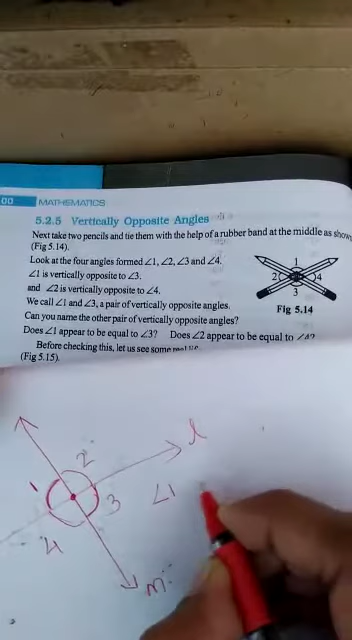 00 MATHEMATICS
5.2.5 Vertically Opposite Angles
Next take two pencils and tie them with the help of a rubber band at the middle as shown
(Fig 5.14).
Look at the four angles formed ∠1, ∠2, ∠3 and ∠4.
∠1 is vertically opposite to ∠3.
and ∠2 is vertically opposite to ∠4.
We call ∠1 and ∠3, a pair of vertically opposite angles.
Can you name the other pair of vertically opposite angles?
Does ∠1 appear to be equal to ∠3? Does ∠2 appear to be equal to ∠4?
Before checking this, let us see some
(Fig 5.15).
1
2 4
3
Fig 5.14
l
2
1
3 ∠1
4
m